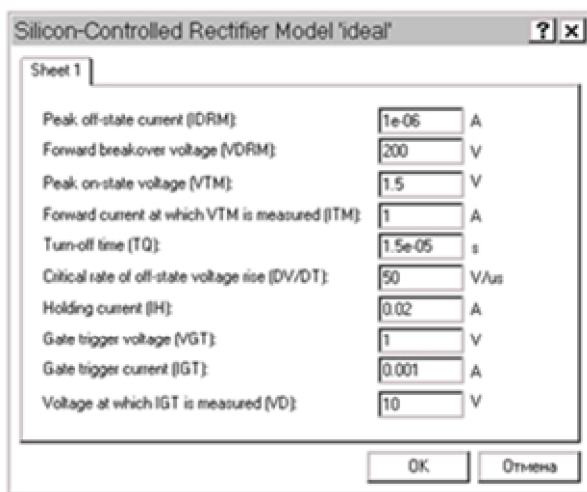 Silicon-Controlled Rectifier Model 'ideal'
Sheet 1
Peak off-state current (IDRM): 1e-06 A
Forward breakover voltage (VDRM): 200 V
Peak on-state voltage (VTM): 1.5 V
Forward current at which VTM is measured (ITM): 1 A
Turn-off time (TQ): 1.5e-05 s
Critical rate of off-state voltage rise (DV/DT): 50 V/us
Holding current (IH): 0.02 A
Gate trigger voltage (VGT): 1 V
Gate trigger current (IGT): 0.001 A
Voltage at which IGT is measured (VD): 10 V
OK Отмена